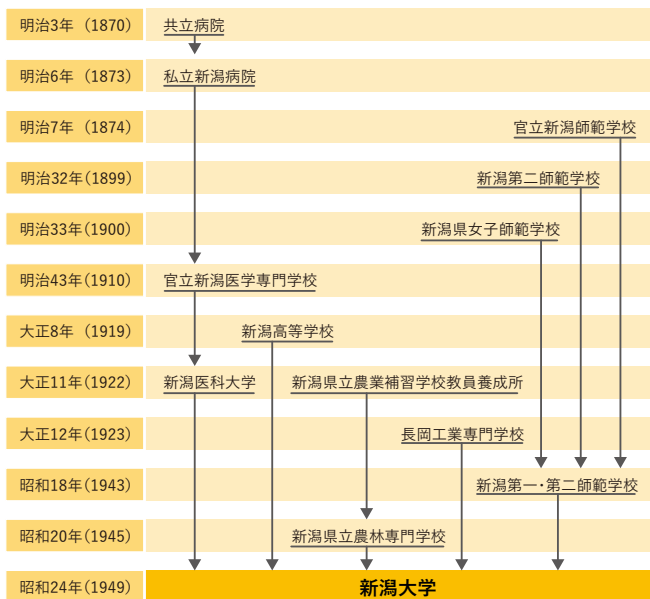 明治3年（1870） 共立病院
明治6年（1873） 私立新潟病院
明治7年（1874） 官立新潟師範学校
明治32年(1899) 新潟第二師範学校
明治33年(1900) 新潟県女子師範学校
明治43年(1910) 官立新潟医学専門学校
大正8年（1919） 新潟高等学校
大正11年(1922) 新潟医科大学 新潟県立農業補習学校教員養成所
大正12年(1923) 長岡工業専門学校
昭和18年(1943) 新潟第一・第二師範学校
昭和20年(1945) 新潟県立農林専門学校
昭和24年(1949) 新潟大学